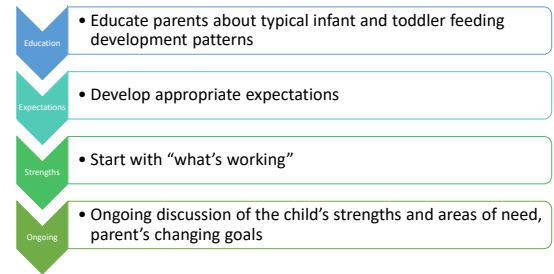 Education
• Educate parents about typical infant and toddler feeding
development patterns
Expectations
• Develop appropriate expectations
Strengths
• Start with “what’s working”
Ongoing
• Ongoing discussion of the child’s strengths and areas of need,
parent’s changing goals